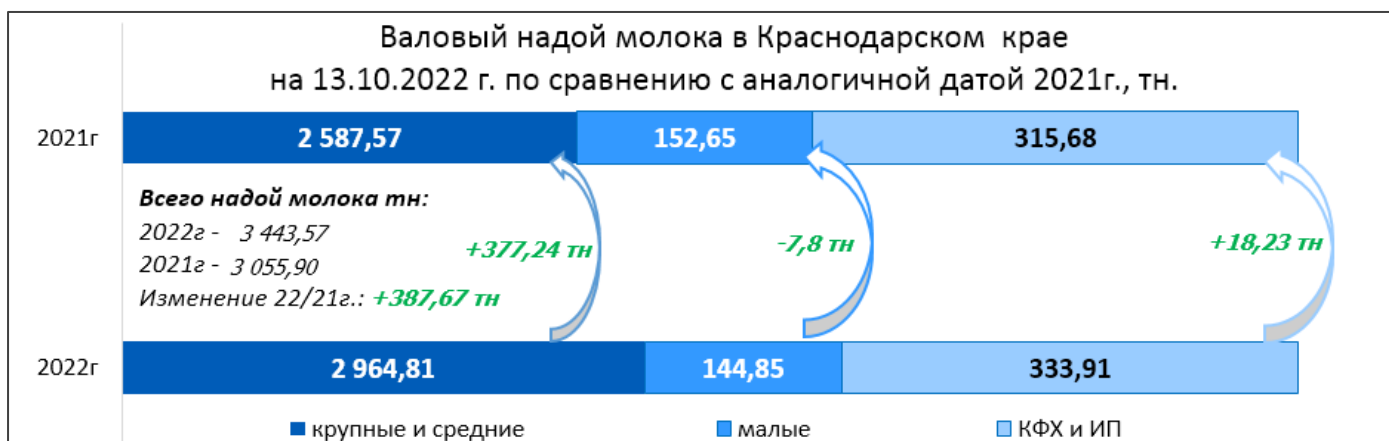 Валовый надой молока в Краснодарском края
на 13.10.2022 г. по сравнению с аналогичной датой 2021г., тн.
2021г
2 587,57
152,65
315,68
Всего надой молока тн:
2022г - 3 443,57
2021г - 3 055,90
Изменение 22/21г.: +387,67 тн
+377,24 тн
-7,8 тн
+18,23 тн
2022г
2 964,81
144,85
333,91
крупные и средние
малые
КФХ и ИП